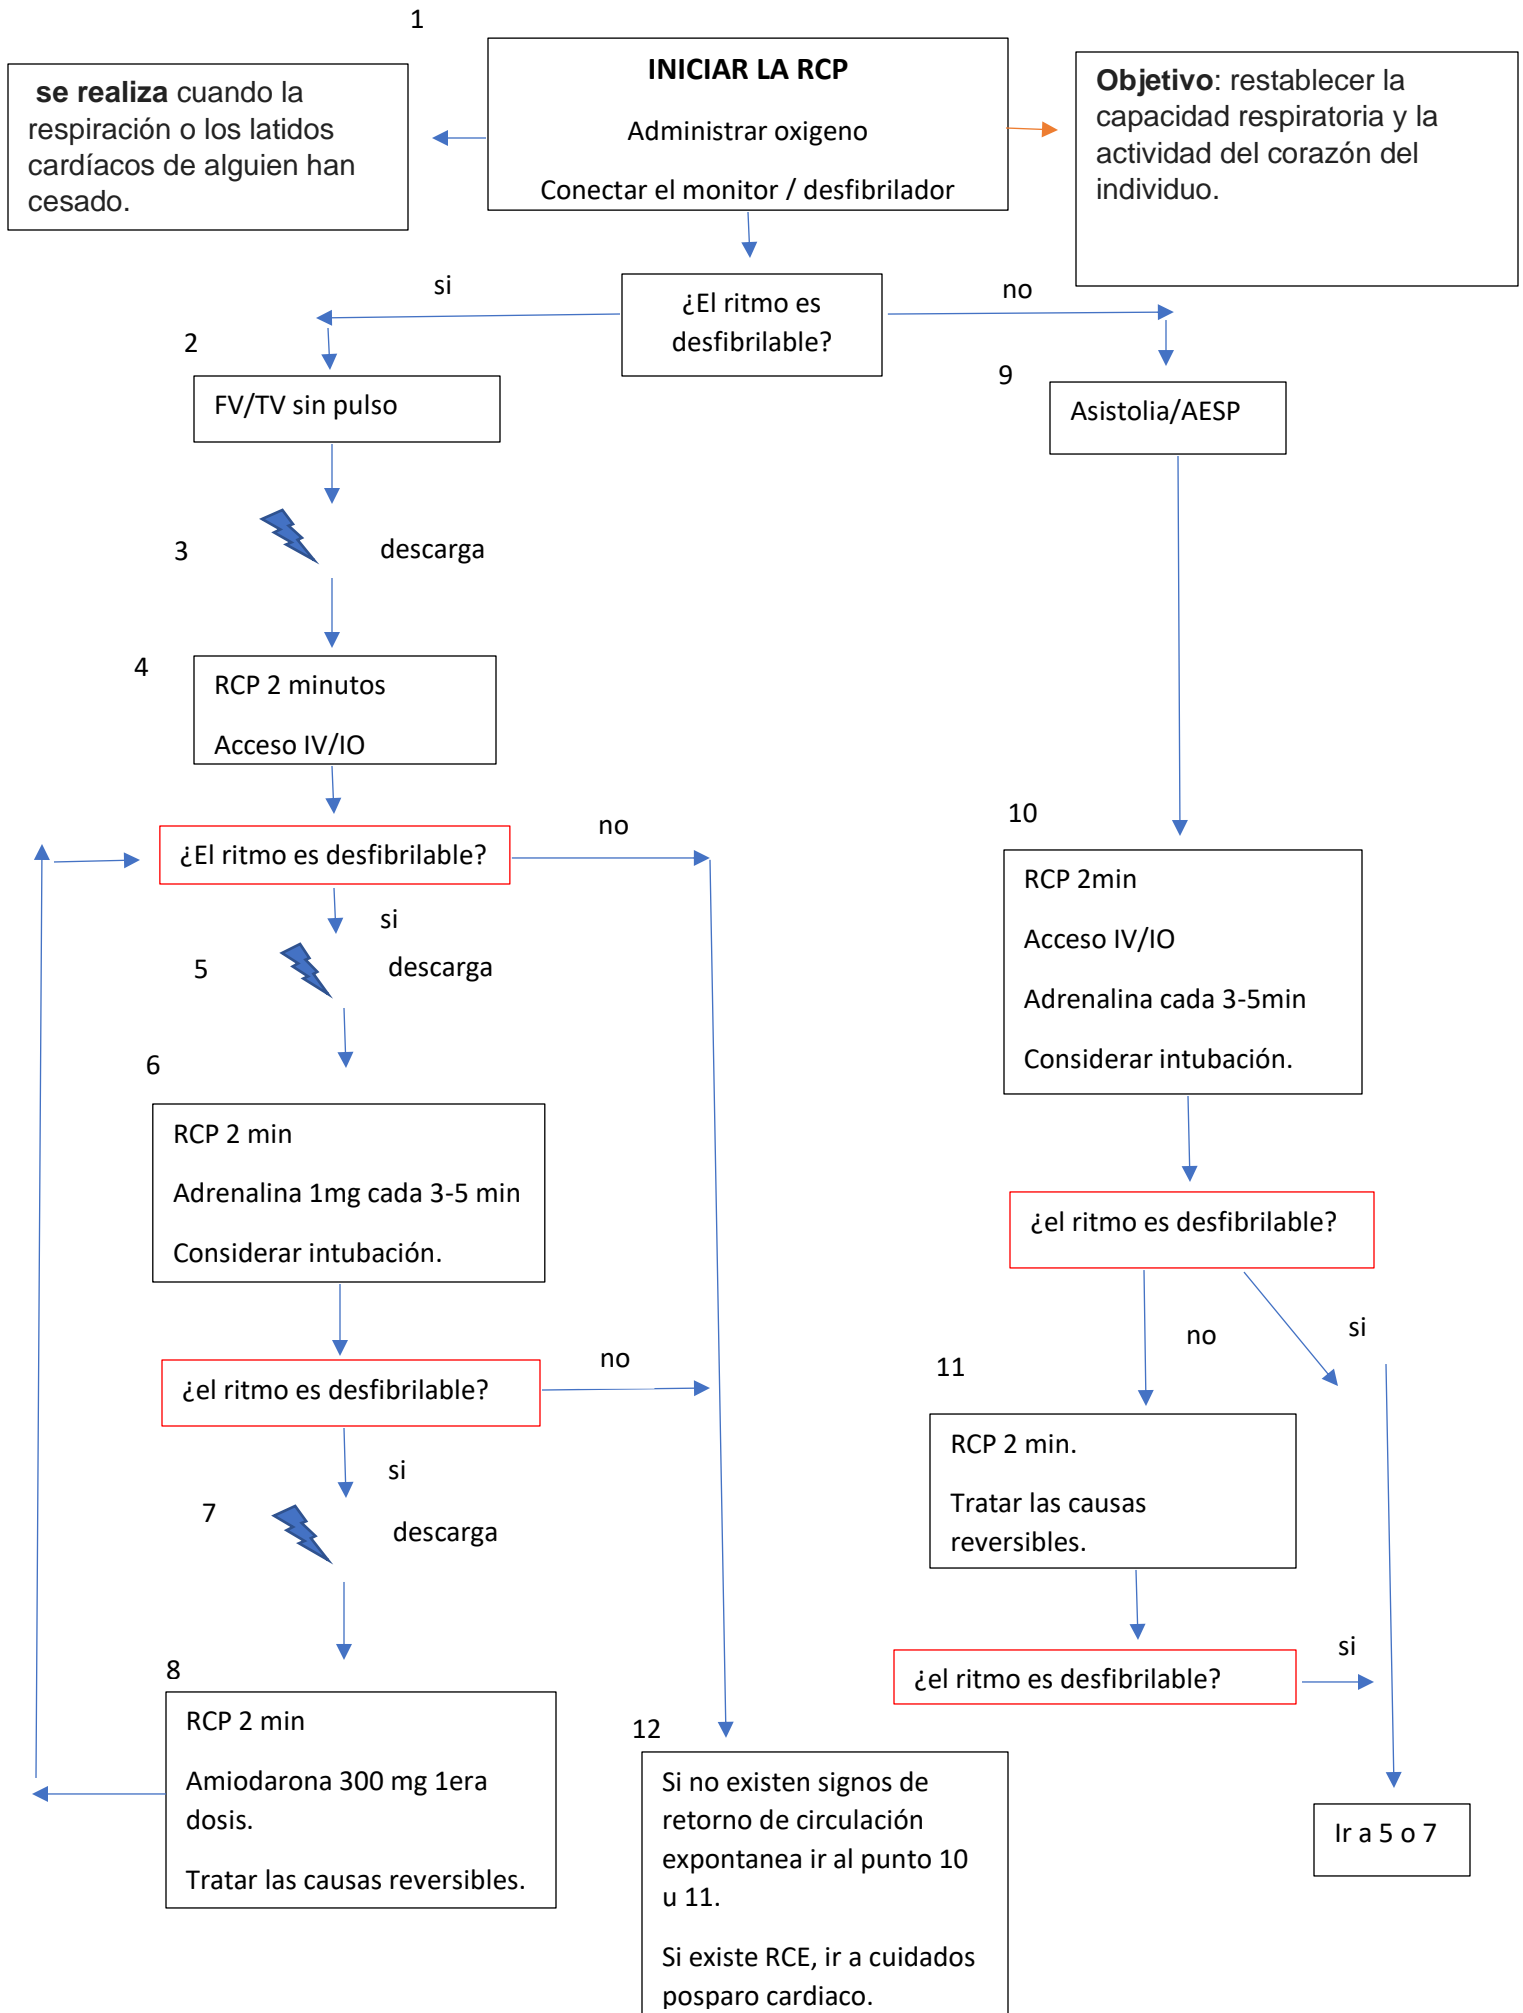 1
INICIAR LA RCP
Administrar oxigeno
Conectar el monitor / desfibrilador
se realiza cuando la
respiración o los latidos
cardíacos de alguien han
cesado.
Objetivo: restablecer la
capacidad respiratoria y la
actividad del corazón del
individuo.
¿El ritmo es
desfibrilable?
si
no
2
FV/TV sin pulso
3
descarga
4
RCP 2 minutos
Acceso IV/IO
¿El ritmo es desfibrilable?
no
si
5
descarga
6
RCP 2 min
Adrenalina 1mg cada 3-5 min
Considerar intubación.
¿el ritmo es desfibrilable?
no
si
7
descarga
8
RCP 2 min
Amiodarona 300 mg 1era
dosis.
Tratar las causas reversibles.
9
Asistolia/AESP
10
RCP 2min
Acceso IV/IO
Adrenalina cada 3-5min
Considerar intubación.
¿el ritmo es desfibrilable?
no
si
11
RCP 2 min.
Tratar las causas
reversibles.
¿el ritmo es desfibrilable?
si
Ir a 5 o 7
12
Si no existen signos de
retorno de circulación
expontanea ir al punto 10
u 11.
Si existe RCE, ir a cuidados
posparo cardiaco.